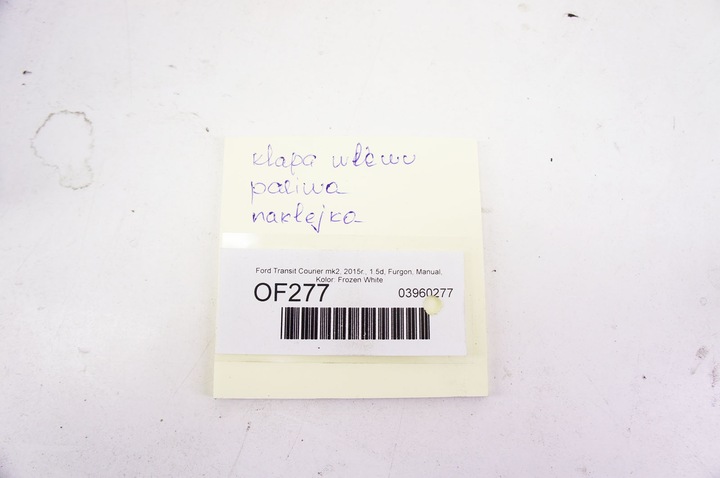 klapa wlewu
paliwa
naklejka
Ford Transit Courier mk2, 2015r., 1.5d, Furgon, Manual,
Kolor: Frozen White
OF277
03960277